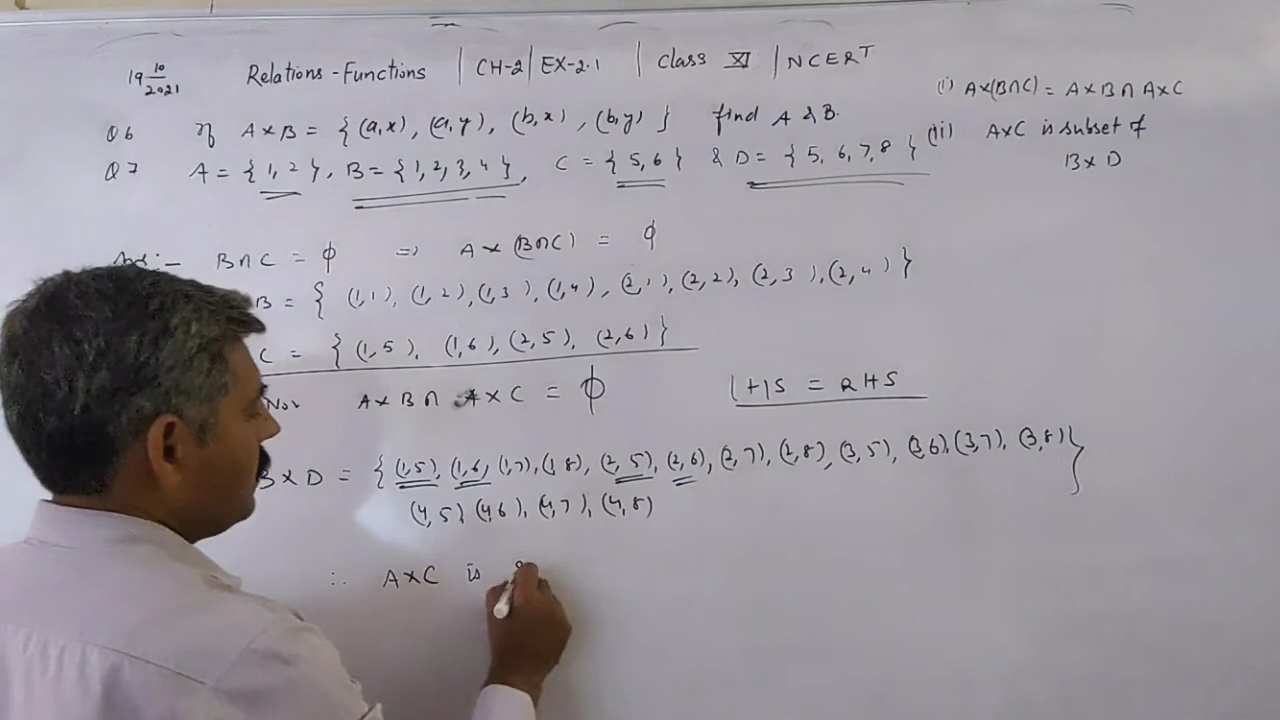 19 10/2021 Relations-Functions | CH-2 | EX-2.1 | Class XI | NCERT
Q6 If A×B = {(a,x), (a,y), (b,x), (b,y)} find A & B.
Q7 A = {1,2}, B = {1,2,3,4}, C = {5,6} & D = {5,6,7,8}
(i) A×(B∩C) = A×B∩A×C
(ii) A×C is subset of
B×D
Ans:- B∩C = φ ⇒ A×(B∩C) = φ
B = { (1,1), (1,2), (1,3), (1,4), (2,1), (2,2), (2,3), (2,4) }
C = { (1,5), (1,6), (2,5), (2,6) }
Now A×B∩ A×C = φ LHS = RHS
B×D = { (1,5), (1,6, (1,7), (1,8), (2,5), (2,6), (2,7), (2,8), (3,5), (3,6), (3,7), (3,8) }
(4,5) (4,6), (4,7), (4,8)
∴ A×C is